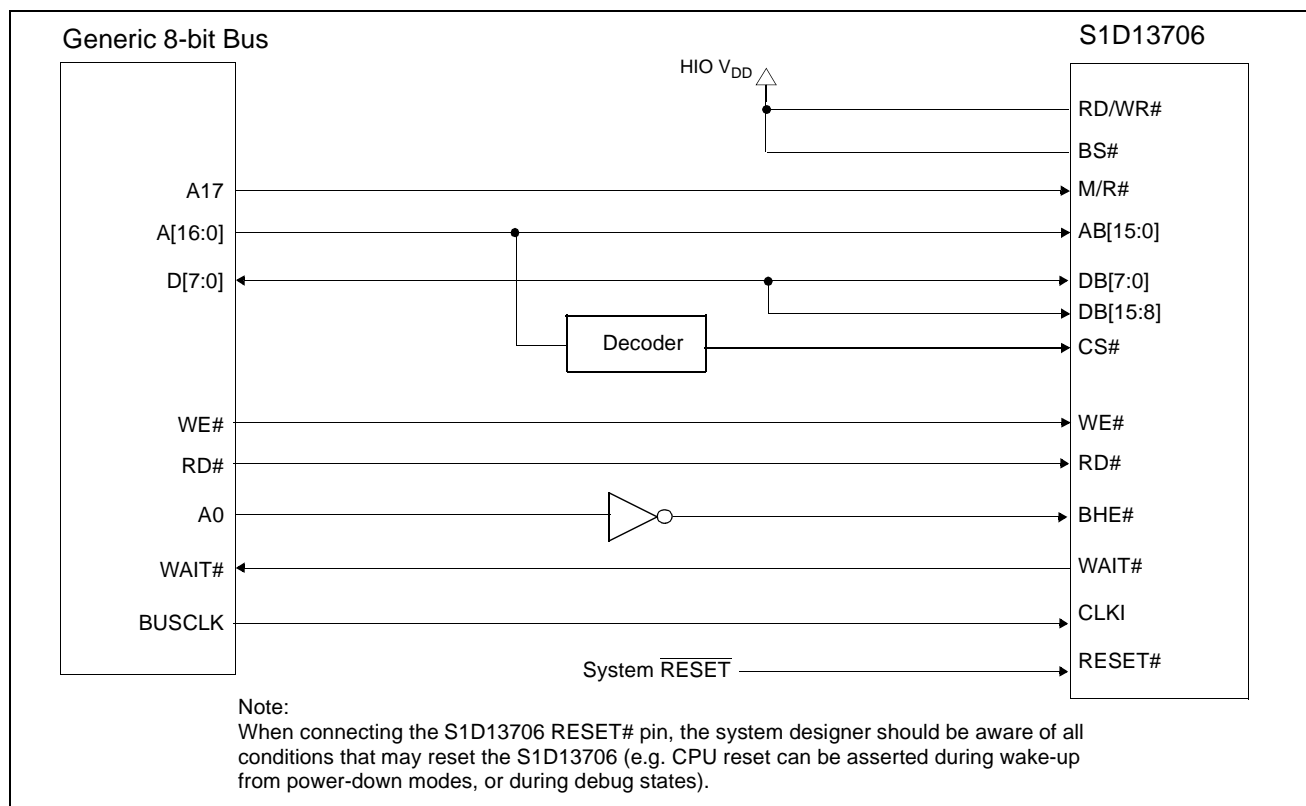 Generic 8-bit Bus
S1D13706
HIO VDD
RD/WR#
BS#
A17
M/R#
A[16:0]
AB[15:0]
D[7:0]
DB[7:0]
DB[15:8]
Decoder
CS#
WE#
WE#
RD#
RD#
A0
BHE#
WAIT#
WAIT#
BUSCLK
CLKI
System RESET
RESET#
Note:
When connecting the S1D13706 RESET# pin, the system designer should be aware of all
conditions that may reset the S1D13706 (e.g. CPU reset can be asserted during wake-up
from power-down modes, or during debug states).